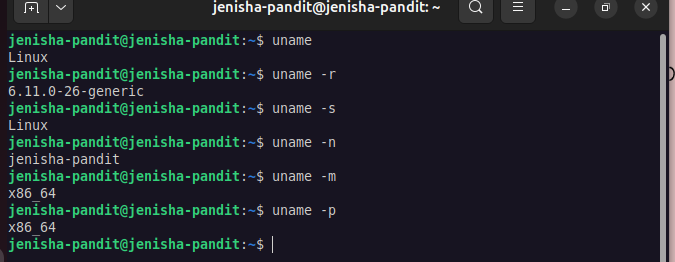 jenisha-pandit@jenisha-pandit: ~
jenisha-pandit@jenisha-pandit:~$ uname
Linux
jenisha-pandit@jenisha-pandit:~$ uname -r
6.11.0-26-generic
jenisha-pandit@jenisha-pandit:~$ uname -s
Linux
jenisha-pandit@jenisha-pandit:~$ uname -n
jenisha-pandit
jenisha-pandit@jenisha-pandit:~$ uname -m
x86_64
jenisha-pandit@jenisha-pandit:~$ uname -p
x86_64
jenisha-pandit@jenisha-pandit:~$